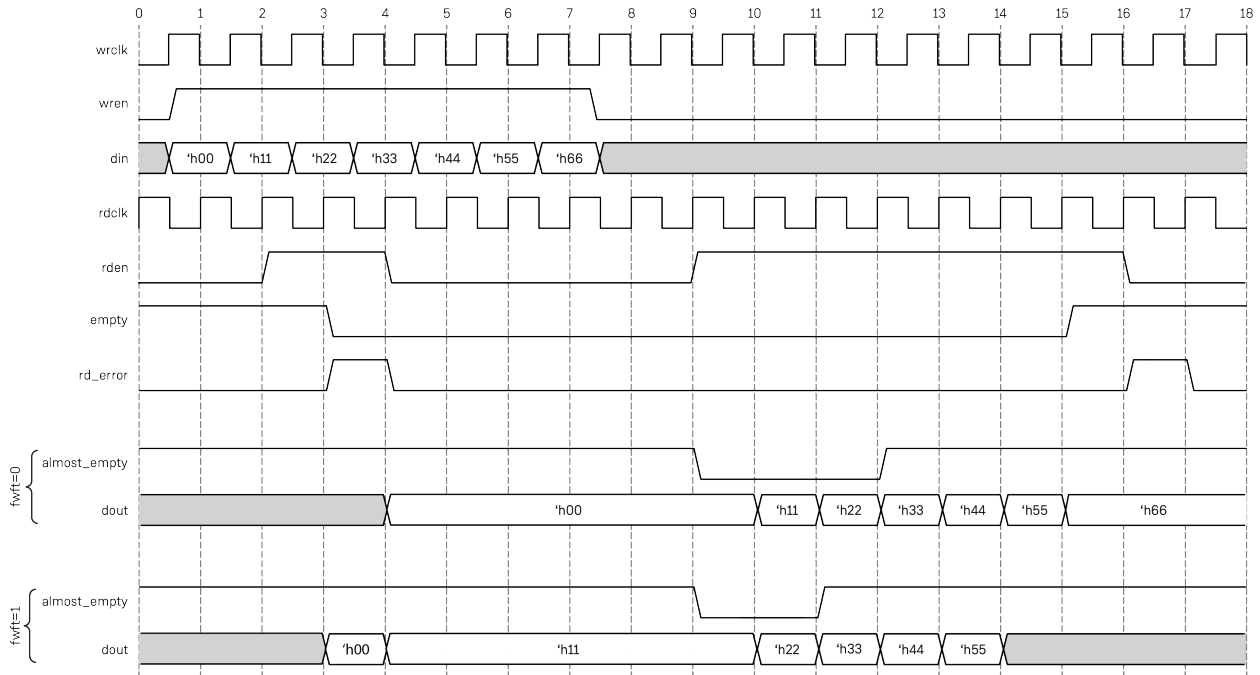 0 1 2 3 4 5 6 7 8 9 10 11 12 13 14 15 16 17 18
wrclk
wren
din ‘h00 ‘h11 ‘h22 ‘h33 ‘h44 ‘h55 ‘h66
rdclk
rden
empty
rd_error
fwft=0
almost_empty
dout ‘h00 ‘h11 ‘h22 ‘h33 ‘h44 ‘h55 ‘h66
fwft=1
almost_empty
dout ‘h00 ‘h11 ‘h22 ‘h33 ‘h44 ‘h55